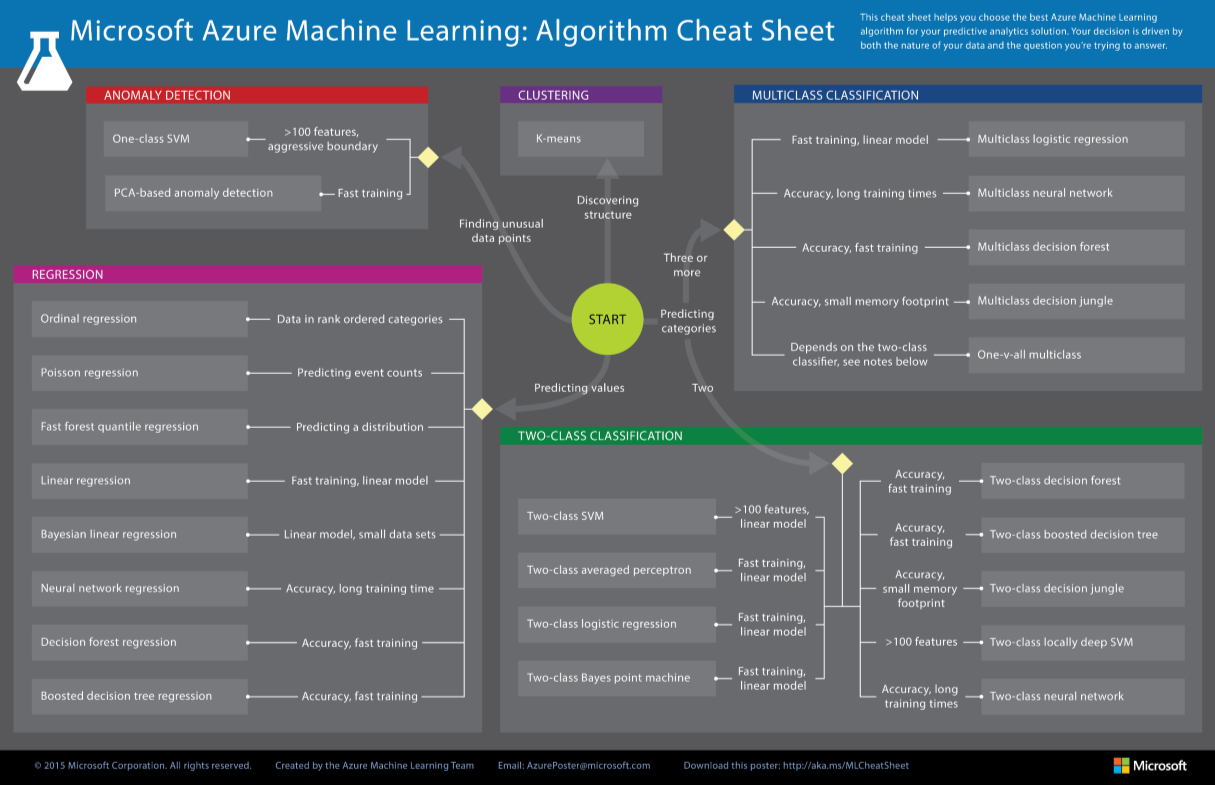 Microsoft Azure Machine Learning: Algorithm Cheat Sheet
This cheat sheet helps you choose the best Azure Machine Learning
algorithm for your predictive analytics solution. Your decision is driven by
both the nature of your data and the question you're trying to answer.
ANOMALY DETECTION
One-class SVM
>100 features,
aggressive boundary
PCA-based anomaly detection
Fast training
CLUSTERING
K-means
MULTICLASS CLASSIFICATION
Fast training, linear model
Multiclass logistic regression
Accuracy, long training times
Multiclass neural network
Accuracy, fast training
Multiclass decision forest
Accuracy, small memory footprint
Multiclass decision jungle
Depends on the two-class
classifier, see notes below
One-v-all multiclass
Finding unusual
data points
Discovering
structure
Three or
more
START
Predicting
categories
Predicting values
Two
REGRESSION
Ordinal regression
Data in rank ordered categories
Poisson regression
Predicting event counts
Fast forest quantile regression
Predicting a distribution
Linear regression
Fast training, linear model
Bayesian linear regression
Linear model, small data sets
Neural network regression
Accuracy, long training time
Decision forest regression
Accuracy, fast training
Boosted decision tree regression
Accuracy, fast training
TWO-CLASS CLASSIFICATION
Two-class SVM
>100 features,
linear model
Two-class averaged perceptron
Fast training,
linear model
Two-class logistic regression
Fast training,
linear model
Two-class Bayes point machine
Fast training,
linear model
Accuracy,
fast training
Two-class decision forest
Accuracy,
fast training
Two-class boosted decision tree
Accuracy,
small memory
footprint
Two-class decision jungle
>100 features
Two-class locally deep SVM
Accuracy, long
training times
Two-class neural network
© 2015 Microsoft Corporation. All rights reserved.
Created by the Azure Machine Learning Team
Email: AzurePoster@microsoft.com
Download this poster: http://aka.ms/MLCheatSheet
Microsoft